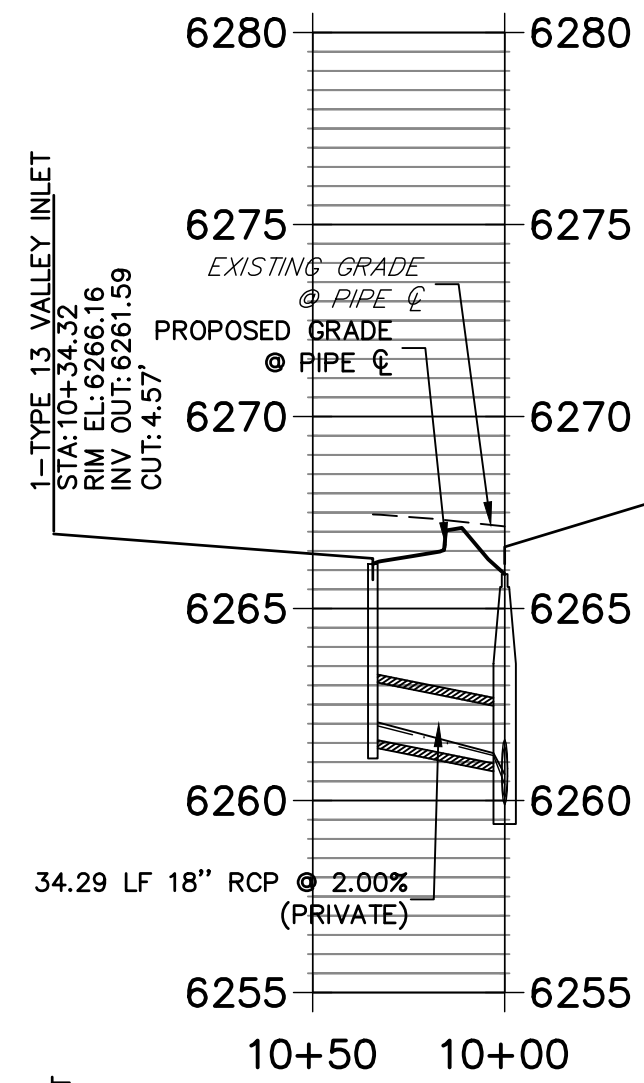 6280
6280
1-TYPE 13 VALLEY INLET
STA: 10+34.32
RIM EL: 6266.16
INV OUT: 6261.59
CUT: 4.57'
6275
6275
EXISTING GRADE
@ PIPE ℄
PROPOSED GRADE
@ PIPE ℄
6270
6270
6265
6265
6260
6260
34.29 LF 18" RCP @ 2.00%
(PRIVATE)
6255
6255
10+50
10+00